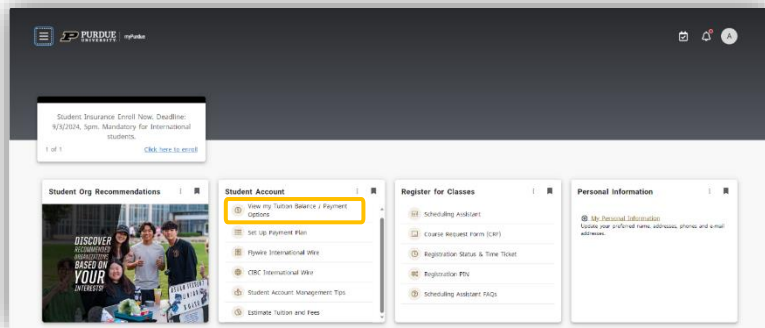 PURDUE UNIVERSITY. myPurdue
A
Student Insurance Enroll Now. Deadline:
9/3/2024, 5pm. Mandatory for International
students.
1 of 1 Click here to enroll
Student Org Recommendations
DISCOVER
RECOMMENDED
ORGANIZATIONS
BASED ON
YOUR
INTERESTS!
Student Account
View my Tuition Balance / Payment
Options
Set Up Payment Plan
Flywire International Wire
CIBC International Wire
Student Account Management Tips
Estimate Tuition and Fees
Register for Classes
Scheduling Assistant
Course Request Form (CRF)
Registration Status & Time Ticket
Registration PIN
Scheduling Assistant FAQs
Personal Information
My Personal Information
Update your preferred name, addresses, phones and e-mail
addresses.